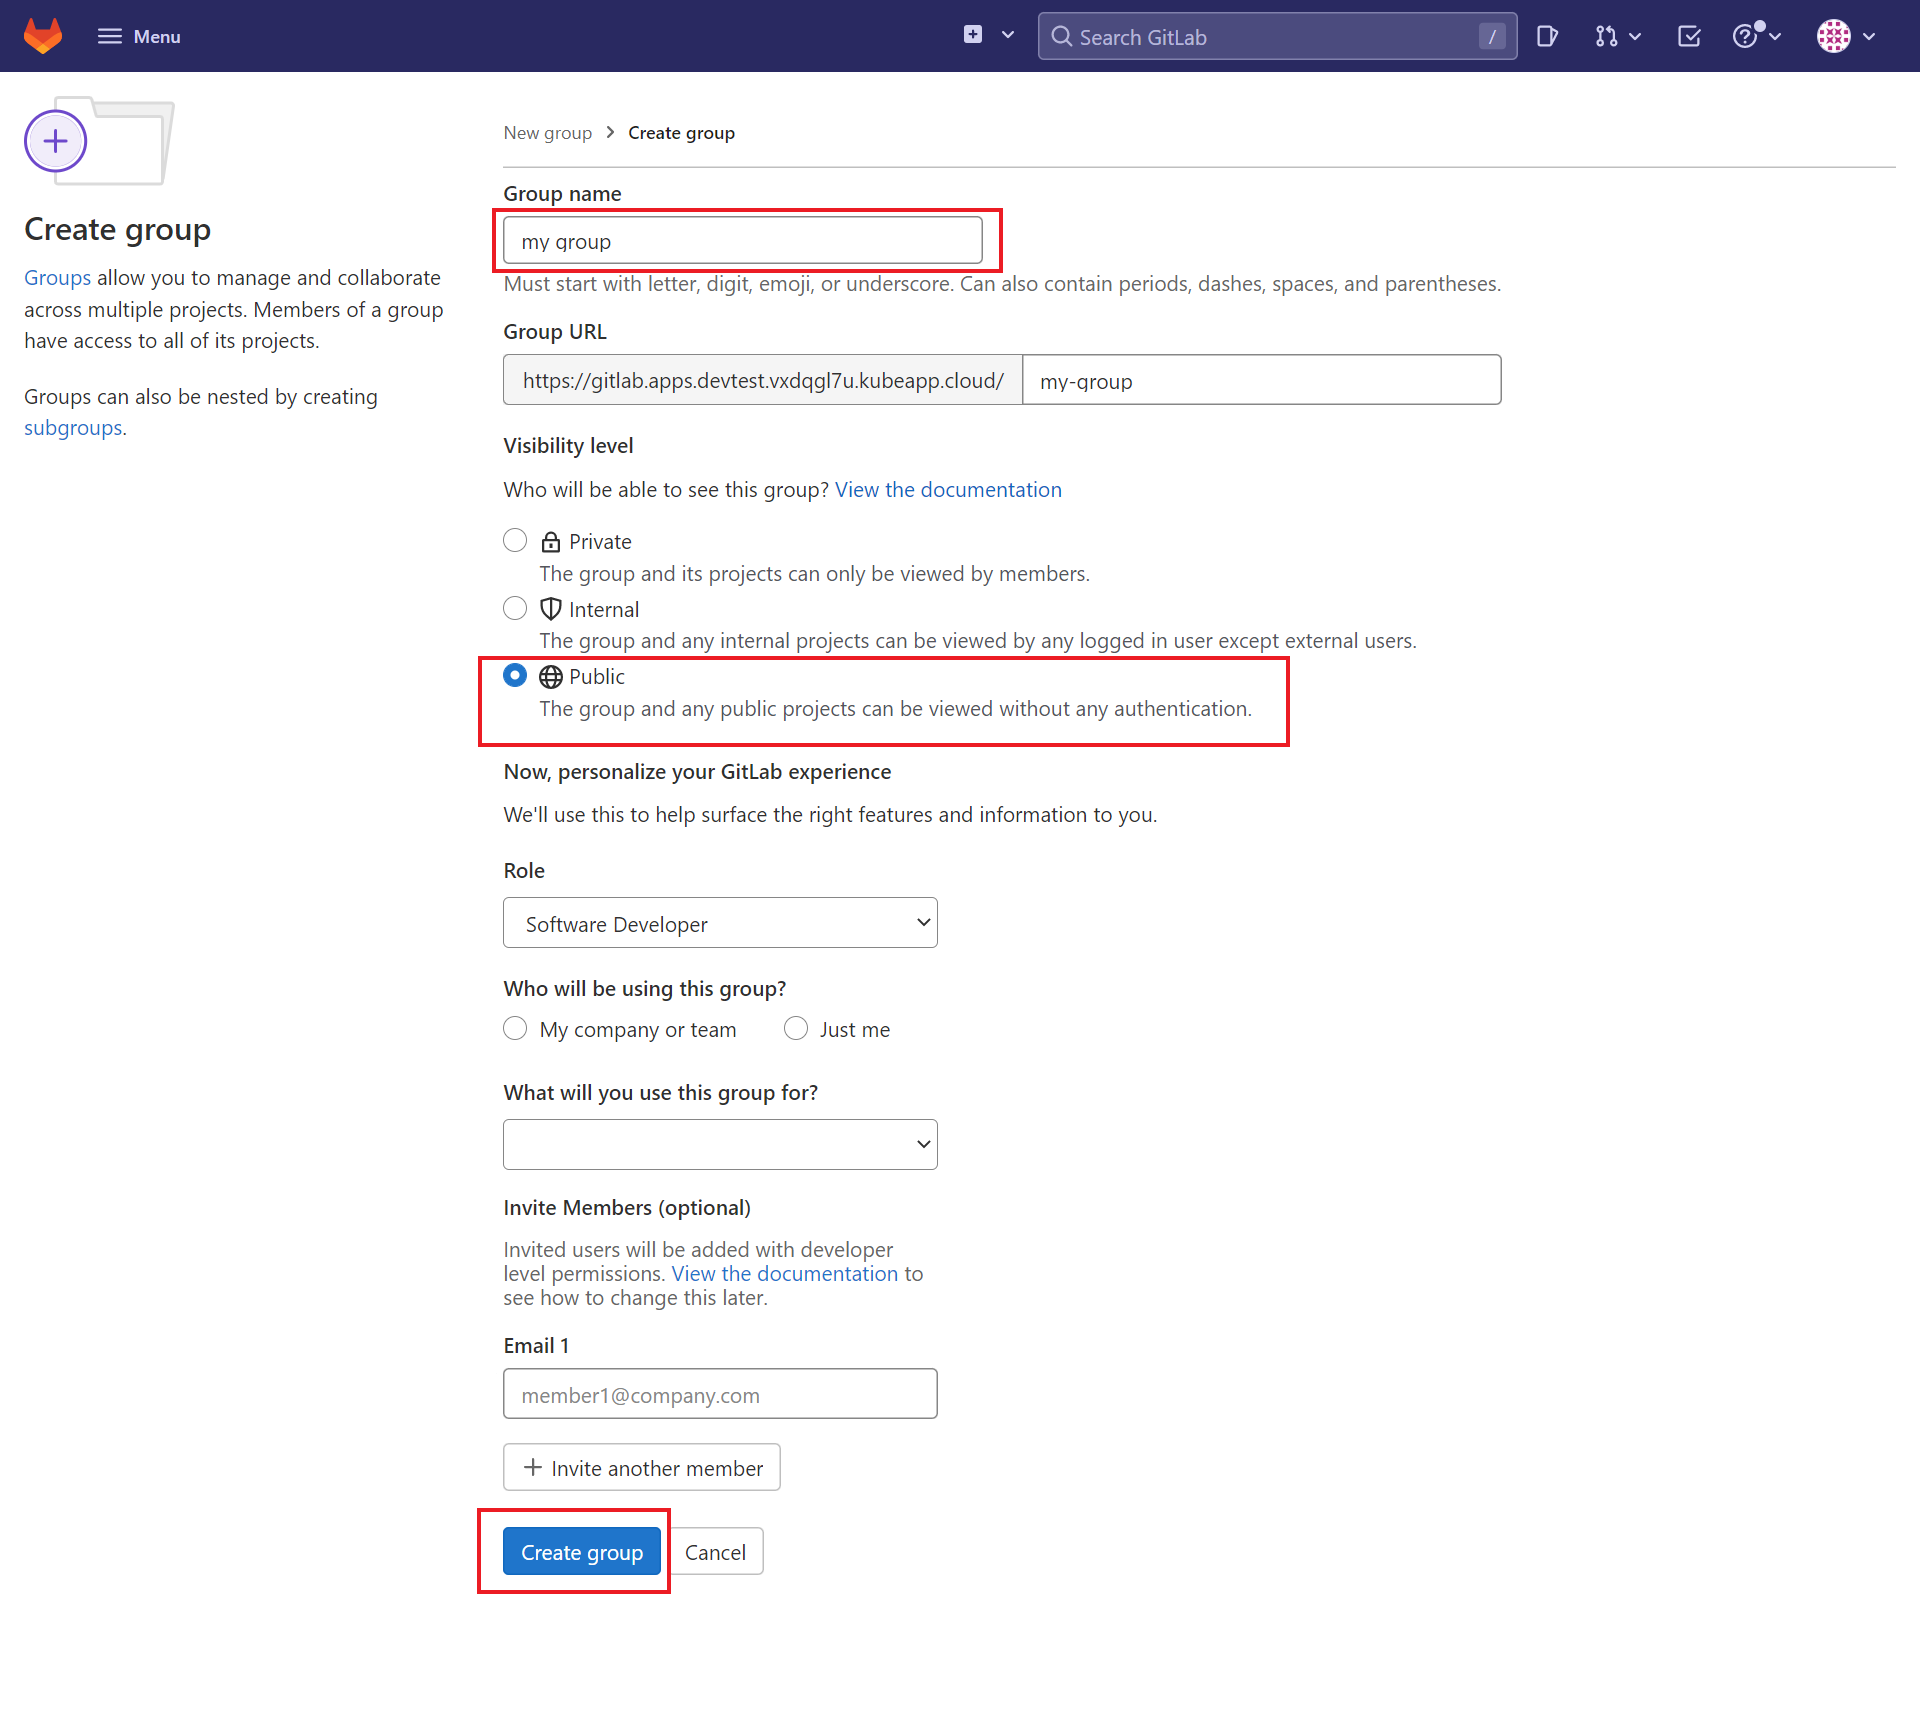 Menu
Search GitLab
/
Create group
Groups allow you to manage and collaborate
across multiple projects. Members of a group
have access to all of its projects.
Groups can also be nested by creating
subgroups.
New group > Create group
Group name
my group
Must start with letter, digit, emoji, or underscore. Can also contain periods, dashes, spaces, and parentheses.
Group URL
https://gitlab.apps.devtest.vxdqgl7u.kubeapp.cloud/ my-group
Visibility level
Who will be able to see this group? View the documentation
Private
The group and its projects can only be viewed by members.
Internal
The group and any internal projects can be viewed by any logged in user except external users.
Public
The group and any public projects can be viewed without any authentication.
Now, personalize your GitLab experience
We'll use this to help surface the right features and information to you.
Role
Software Developer
Who will be using this group?
My company or team Just me
What will you use this group for?
Invite Members (optional)
Invited users will be added with developer
level permissions. View the documentation to
see how to change this later.
Email 1
member1@company.com
Invite another member
Create group Cancel